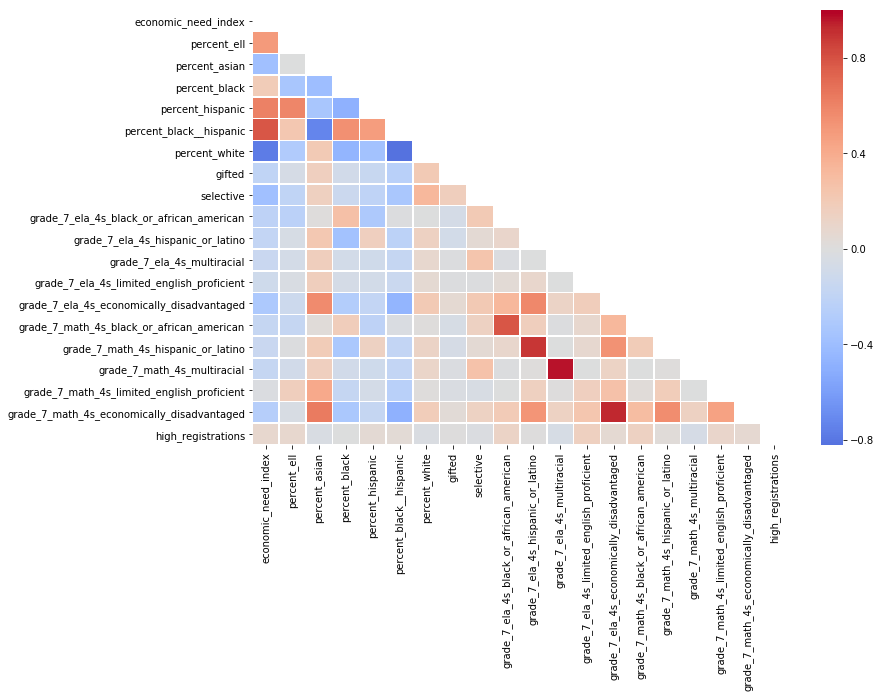 economic_need_index
percent_ell
percent_asian
percent_black
percent_hispanic
percent_black__hispanic
percent_white
gifted
selective
grade_7_ela_4s_black_or_african_american
grade_7_ela_4s_hispanic_or_latino
grade_7_ela_4s_multiracial
grade_7_ela_4s_limited_english_proficient
grade_7_ela_4s_economically_disadvantaged
grade_7_math_4s_black_or_african_american
grade_7_math_4s_hispanic_or_latino
grade_7_math_4s_multiracial
grade_7_math_4s_limited_english_proficient
grade_7_math_4s_economically_disadvantaged
high_registrations
economic_need_index
percent_ell
percent_asian
percent_black
percent_hispanic
percent_black__hispanic
percent_white
gifted
selective
grade_7_ela_4s_black_or_african_american
grade_7_ela_4s_hispanic_or_latino
grade_7_ela_4s_multiracial
grade_7_ela_4s_limited_english_proficient
grade_7_ela_4s_economically_disadvantaged
grade_7_math_4s_black_or_african_american
grade_7_math_4s_hispanic_or_latino
grade_7_math_4s_multiracial
grade_7_math_4s_limited_english_proficient
grade_7_math_4s_economically_disadvantaged
high_registrations
0.8
0.4
0.0
−0.4
−0.8